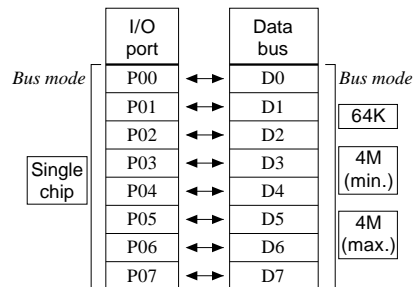 I/O port Data bus
Bus mode P00 D0 Bus mode
P01 D1
64K
P02 D2
Single chip
P03 D3
4M (min.)
P04 D4
P05 D5
4M (max.)
P06 D6
P07 D7